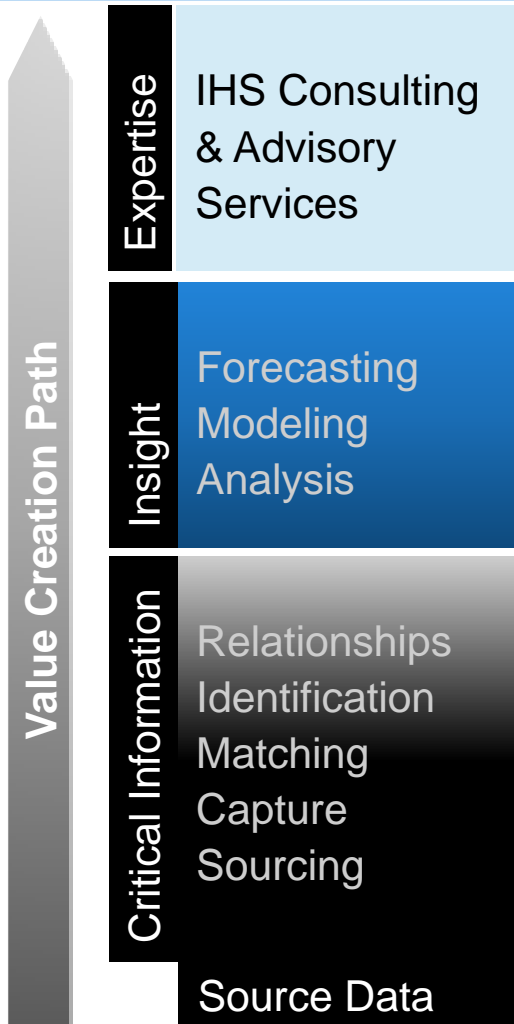 Value Creation Path
Expertise
IHS Consulting
& Advisory
Services
Insight
Forecasting
Modeling
Analysis
Critical Information
Relationships
Identification
Matching
Capture
Sourcing
Source Data